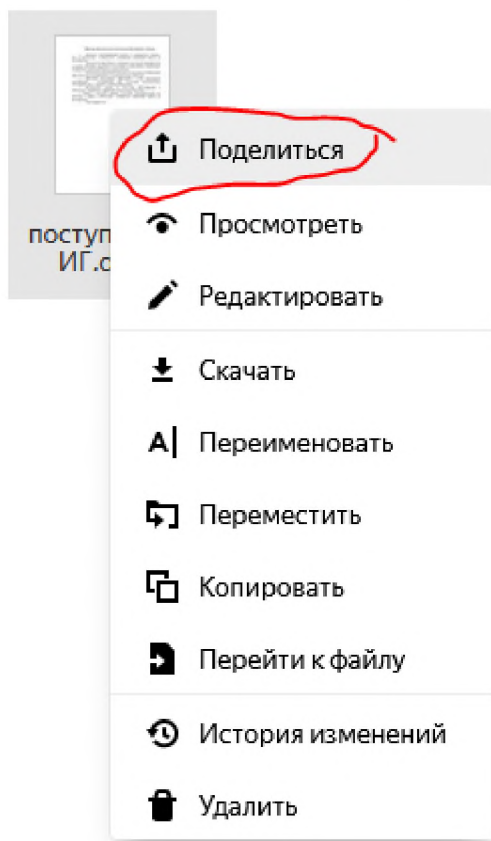 Поделиться
Просмотреть
поступ
ИГ.с
Редактировать
Скачать
Переименовать
Переместить
Копировать
Перейти к файлу
История изменений
Удалить